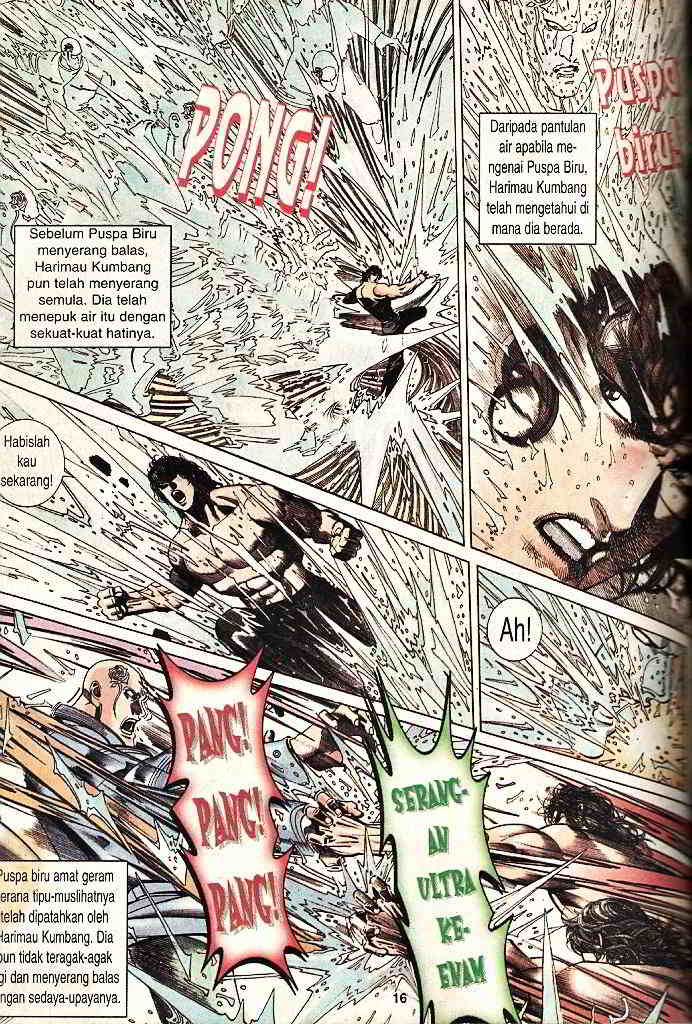 PONG!
Sebelum Puspa Biru
menyerang balas,
Harimau Kumbang
pun telah menyerang
semula. Dia telah
menepuk air itu dengan
sekuat-kuat hatinya.
Puspa
biru!
Daripada pantulan
air apabila me-
ngenai Puspa Biru,
Harimau Kumbang
telah mengetahui di
mana dia berada.
Habislah
kau
sekarang!
Ah!
PANG!
PANG!
PANG!
SERANG-
AN
ULTRA
KE-
ENAM
Puspa biru amat geram
kerana tipu-muslihatnya
telah dipatahkan oleh
Harimau Kumbang. Dia
pun tidak teragak-agak
gi dan menyerang balas
ngan sedaya-upayanya.
16